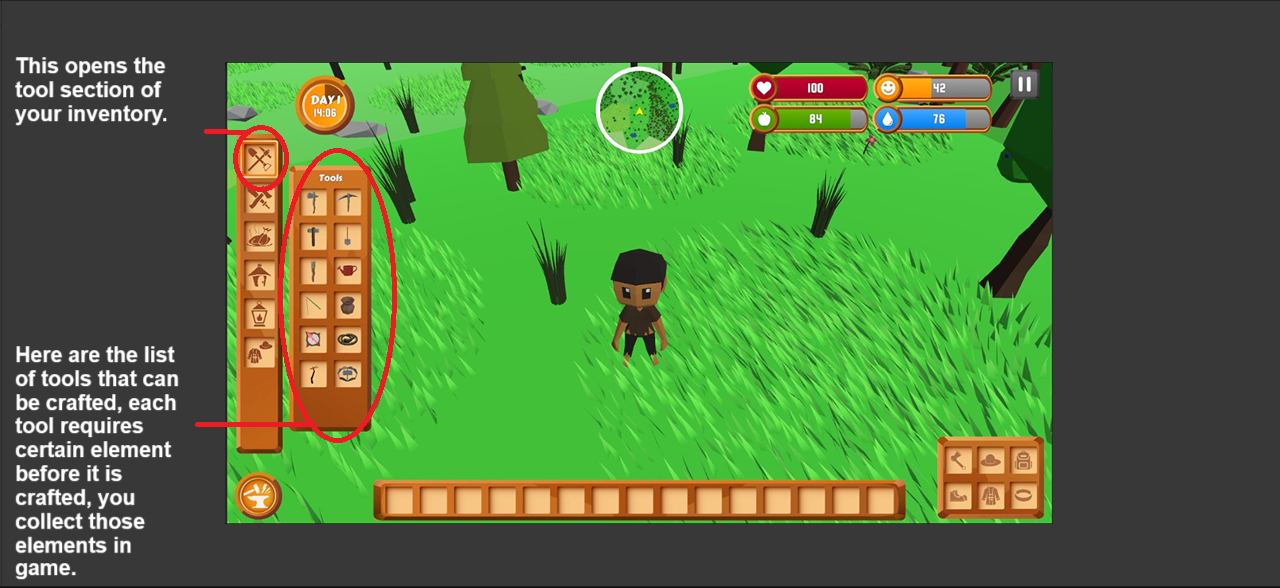 This opens the
tool section of
your inventory.
DAY 1
14:06
100
42
84
76
Tools
Here are the list
of tools that can
be crafted, each
tool requires
certain element
before it is
crafted, you
collect those
elements in
game.